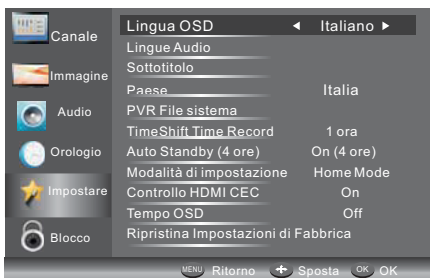 Canale
Immagine
Audio
Orologio
Impostare
Blocco
Lingua OSD Italiano
Lingue Audio
Sottotitolo
Paese Italia
PVR File sistema
TimeShift Time Record 1 ora
Auto Standby (4 ore) On (4 ore)
Modalità di impostazione Home Mode
Controllo HDMI CEC On
Tempo OSD Off
Ripristina Impostazioni di Fabbrica
MENU Ritorno Sposta OK OK